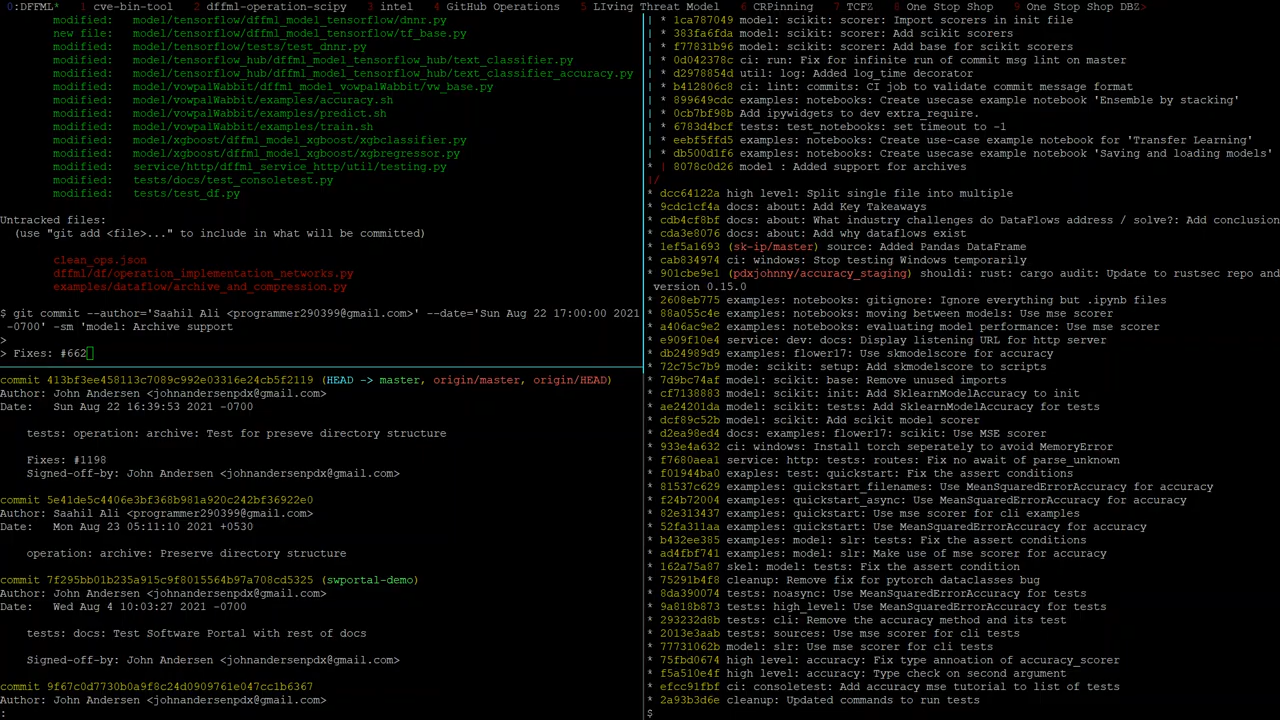 0:DFFML* 1 cve-bin-tool 2 dffml-operation-scipy 3 intel 4 GitHub Operations 5 LIving Threat Model 6 CRPinning 7 TCFZ 8 One Stop Shop 9 One Stop Shop DBZ>
modified: model/tensorflow/dffml_model_tensorflow/dnnr.py
new file: model/tensorflow/dffml_model_tensorflow/tf_base.py
modified: model/tensorflow/tests/test_dnnr.py
modified: model/tensorflow_hub/dffml_model_tensorflow_hub/text_classifier.py
modified: model/tensorflow_hub/dffml_model_tensorflow_hub/text_classifier_accuracy.py
modified: model/vowpalWabbit/dffml_model_vowpalWabbit/vw_base.py
modified: model/vowpalWabbit/examples/accuracy.sh
modified: model/vowpalWabbit/examples/predict.sh
modified: model/vowpalWabbit/examples/train.sh
modified: model/xgboost/dffml_model_xgboost/xgbclassifier.py
modified: model/xgboost/dffml_model_xgboost/xgbregressor.py
modified: service/http/dffml_service_http/util/testing.py
modified: tests/docs/test_consoletest.py
modified: tests/test_df.py
Untracked files:
(use "git add <file>..." to include in what will be committed)
clean_ops.json
dffml/df/operation_implementation_networks.py
examples/dataflow/archive_and_compression.py
$ git commit --author='Saahil Ali <programmer290399@gmail.com>' --date='Sun Aug 22 17:00:00 2021
-0700' -sm 'model: Archive support
>
> Fixes: #662
commit 413bf3ee458113c7089c992e03316e24cb5f2119 (HEAD -> master, origin/master, origin/HEAD)
Author: John Andersen <johnandersenpdx@gmail.com>
Date: Sun Aug 22 16:39:53 2021 -0700
tests: operation: archive: Test for preseve directory structure
Fixes: #1198
Signed-off-by: John Andersen <johnandersenpdx@gmail.com>
commit 5e41de5c4406e3bf368b981a920c242bf36922e0
Author: Saahil Ali <programmer290399@gmail.com>
Date: Mon Aug 23 05:11:10 2021 +0530
operation: archive: Preserve directory structure
commit 7f295bb01b235a915c9f8015564b97a708cd5325 (swportal-demo)
Author: John Andersen <johnandersenpdx@gmail.com>
Date: Wed Aug 4 10:03:27 2021 -0700
tests: docs: Test Software Portal with rest of docs
Signed-off-by: John Andersen <johnandersenpdx@gmail.com>
commit 9f67c0d7730b0a9f8c24d0909761e047cc1b6367
Author: John Andersen <johnandersenpdx@gmail.com>
:
| * 1ca787049 model: scikit: scorer: Import scorers in init file
| * 383fa6fda model: scikit: scorer: Add scikit scorers
| * f77831b96 model: scikit: scorer: Add base for scikit scorers
| * 0d042378c ci: run: Fix for infinite run of commit msg lint on master
| * d2978854d util: log: Added log_time decorator
| * b412806c8 ci: lint: commits: CI job to validate commit message format
| * 899649cdc examples: notebooks: Create usecase example notebook 'Ensemble by stacking'
| * 0cb7bf98b Add ipywidgets to dev extra_require.
| * 6783d4bcf tests: test_notebooks: set timeout to -1
| * eebf5ffd5 examples: notebooks: Create use-case example notebook for 'Transfer Learning'
| * db500d1f6 examples: notebooks: Create usecase example notebook 'Saving and loading models'
* | 8078c0d26 model : Added support for archives
|/
* dcc64122a high level: Split single file into multiple
* 9cdc1cf4a docs: about: Add Key Takeaways
* cdb4cf8bf docs: about: What industry challenges do DataFlows address / solve?: Add conclusion
* cda3e8076 docs: about: Add why dataflows exist
* 1ef5a1693 (sk-ip/master) source: Added Pandas DataFrame
* cab834974 ci: windows: Stop testing Windows temporarily
* 901cbe9e1 (pdxjohnny/accuracy_staging) shouldi: rust: cargo audit: Update to rustsec repo and
version 0.15.0
* 2608eb775 examples: notebooks: gitignore: Ignore everything but .ipynb files
* 88a055c4e examples: notebooks: moving between models: Use mse scorer
* a406ac9e2 examples: notebooks: evaluating model performance: Use mse scorer
* e909f10e4 service: dev: docs: Display listening URL for http server
* db24989d9 examples: flower17: Use skmodelscore for accuracy
* 72c75c7b9 mode: scikit: setup: Add skmodelscore to scripts
* 7d9bc74af model: scikit: base: Remove unused imports
* cf7138883 model: scikit: init: Add SklearnModelAccuracy to init
* ae24201da model: scikit: tests: Add SklearnModelAccuracy for tests
* dcf89c52b model: scikit: Add scikit model scorer
* d2ea98ed4 docs: examples: flower17: scikit: Use MSE scorer
* 933e4a632 ci: windows: Install torch seperately to avoid MemoryError
* f7680aea1 service: http: tests: routes: Fix no await of parse_unknown
* f01944ba0 exaples: test: quickstart: Fix the assert conditions
* 81537c629 examples: quickstart_filenames: Use MeanSquaredErrorAccuracy for accuracy
* f24b72004 examples: quickstart_async: Use MeanSquaredErrorAccuracy for accuracy
* 82e313437 examples: quickstart: Use mse scorer for cli examples
* 52fa311aa examples: quickstart: Use MeanSquaredErrorAccuracy for accuracy
* b432ee385 examples: model: slr: tests: Fix the assert conditions
* ad4fbf741 examples: model: slr: Make use of mse scorer for accuracy
* 162a75a87 skel: model: tests: Fix the assert condition
* 75291b4f8 cleanup: Remove fix for pytorch dataclasses bug
* 8da390074 tests: noasync: Use MeanSquaredErrorAccuracy for tests
* 9a818b873 tests: high_level: Use MeanSquaredErrorAccuracy for tests
* 293232d8b tests: cli: Remove the accuracy method and its test
* 2013e3aab tests: sources: Use mse scorer for cli tests
* 77731062b model: slr: Use mse scorer for cli tests
* 75fbd0674 high level: accuracy: Fix type annoation of accuracy_scorer
* f5a510e4f high level: accuracy: Type check on second argument
* efcc91fbf ci: consoletest: Add accuracy mse tutorial to list of tests
* 2a93b3d6e cleanup: Updated commands to run tests
$